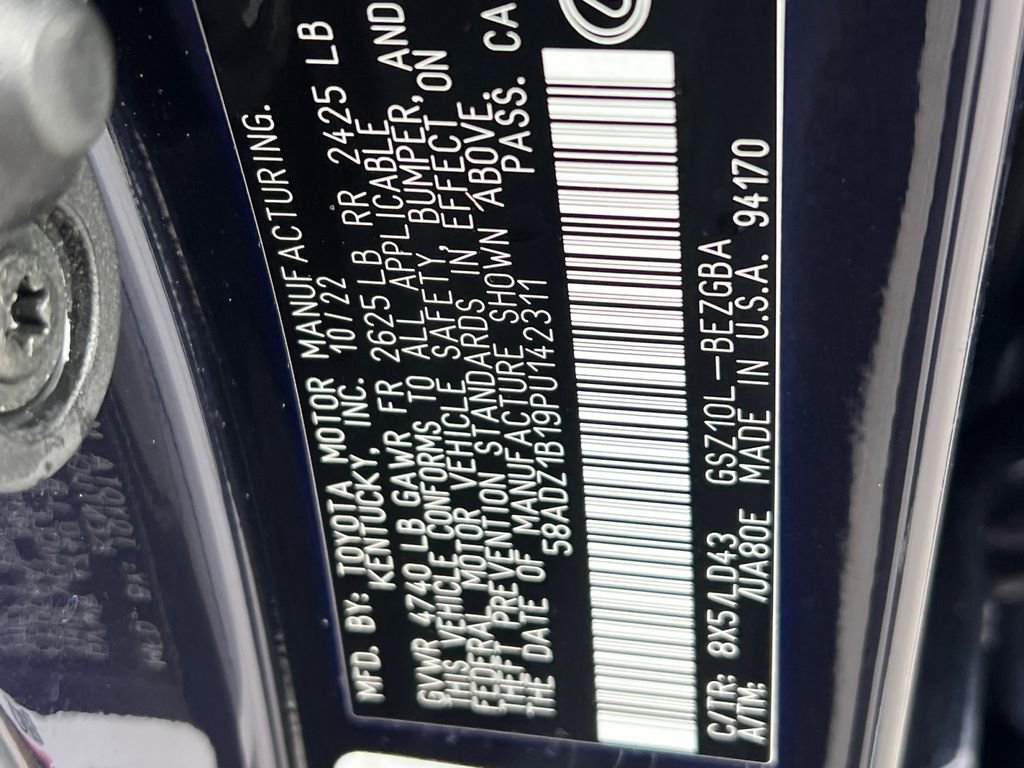 MFD. BY: TOYOTA MOTOR MANUFACTURING.
KENTUCKY, INC. 10/22
GVWR 4740 LB GAWR FR 2625 LB RR 2425 LB
THIS VEHICLE CONFORMS TO ALL APPLICABLE
FEDERAL MOTOR VEHICLE SAFETY, BUMPER, AND
THEFT PREVENTION STANDARDS IN EFFECT ON
THE DATE OF MANUFACTURE SHOWN ABOVE.
58ADZ1B19PU142311 PASS. CA
C/TR: 8X5/LD43 GSZ10L-BEZGBA
A/TM: /UA80E MADE IN U.S.A. 94170